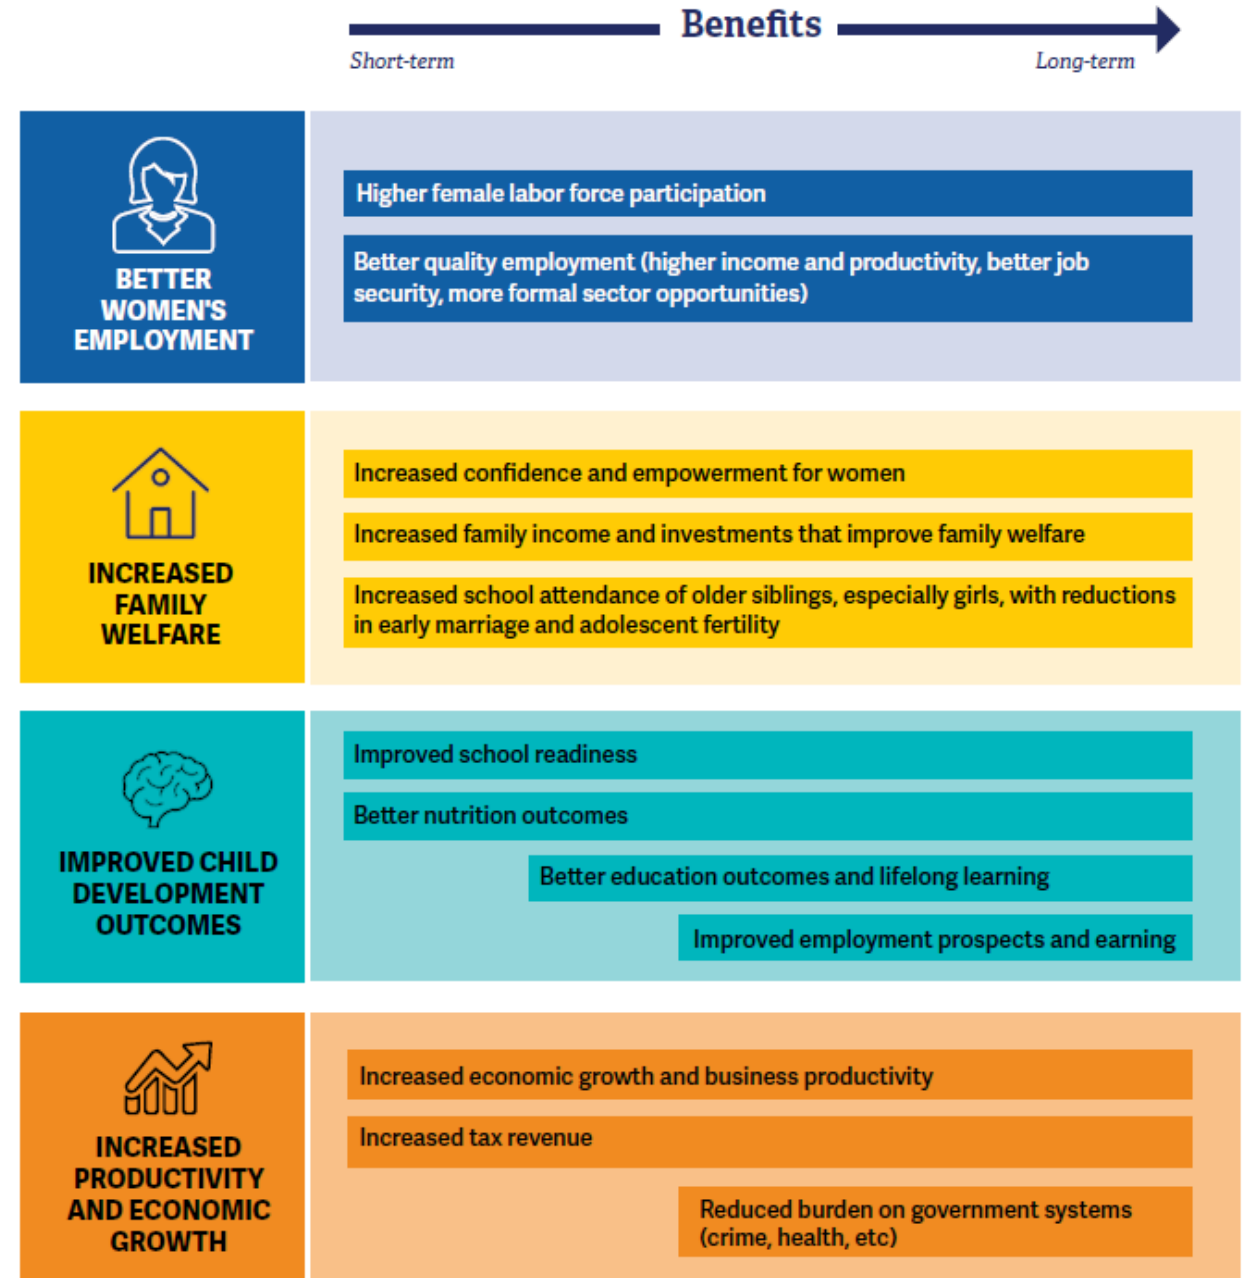 Benefits
Short-term
Long-term
BETTER
WOMEN'S
EMPLOYMENT
Higher female labor force participation
Better quality employment (higher income and productivity, better job
security, more formal sector opportunities)
INCREASED
FAMILY
WELFARE
Increased confidence and empowerment for women
Increased family income and investments that improve family welfare
Increased school attendance of older siblings, especially girls, with reductions
in early marriage and adolescent fertility
IMPROVED CHILD
DEVELOPMENT
OUTCOMES
Improved school readiness
Better nutrition outcomes
Better education outcomes and lifelong learning
Improved employment prospects and earning
INCREASED
PRODUCTIVITY
AND ECONOMIC
GROWTH
Increased economic growth and business productivity
Increased tax revenue
Reduced burden on government systems
(crime, health, etc)